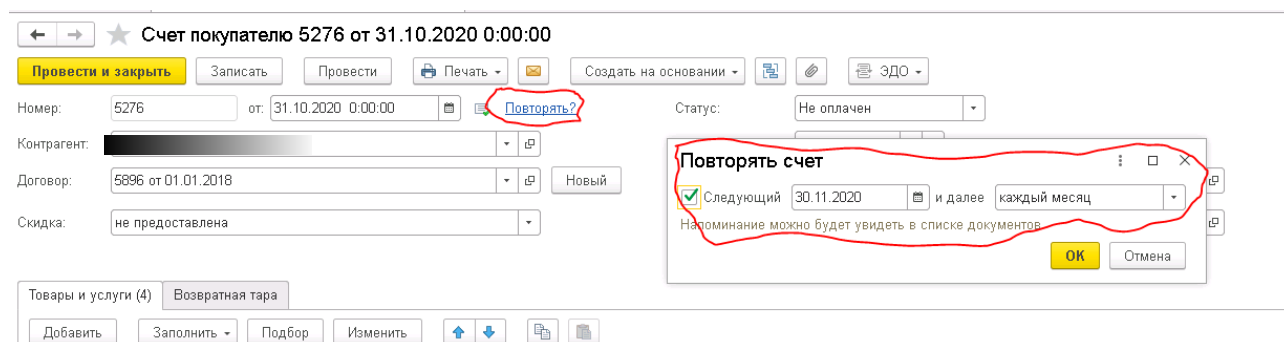 Счет покупателю 5276 от 31.10.2020 0:00:00
Провести и закрыть Записать Провести Печать Создать на основании ЭДО
Номер: 5276 от: 31.10.2020 0:00:00 Повторять? Статус: Не оплачен
Контрагент:
Договор: 5896 от 01.01.2018 Новый
Скидка: не предоставлена
Повторять счет
Следующий 30.11.2020 и далее каждый месяц
Напоминание можно будет увидеть в списке документов
ОК Отмена
Товары и услуги (4) Возвратная тара
Добавить Заполнить Подбор Изменить